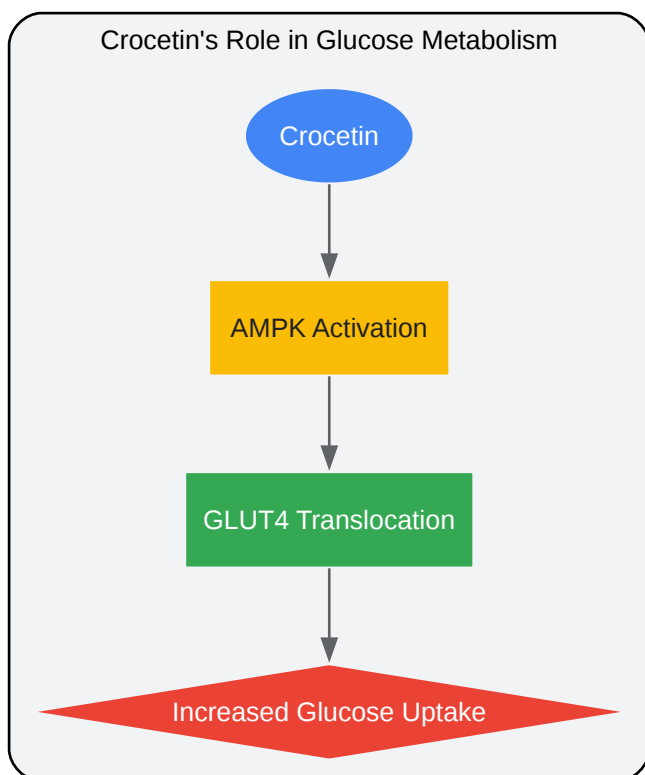 Crocetin's Role in Glucose Metabolism
Crocetin
AMPK Activation
GLUT4 Translocation
Increased Glucose Uptake